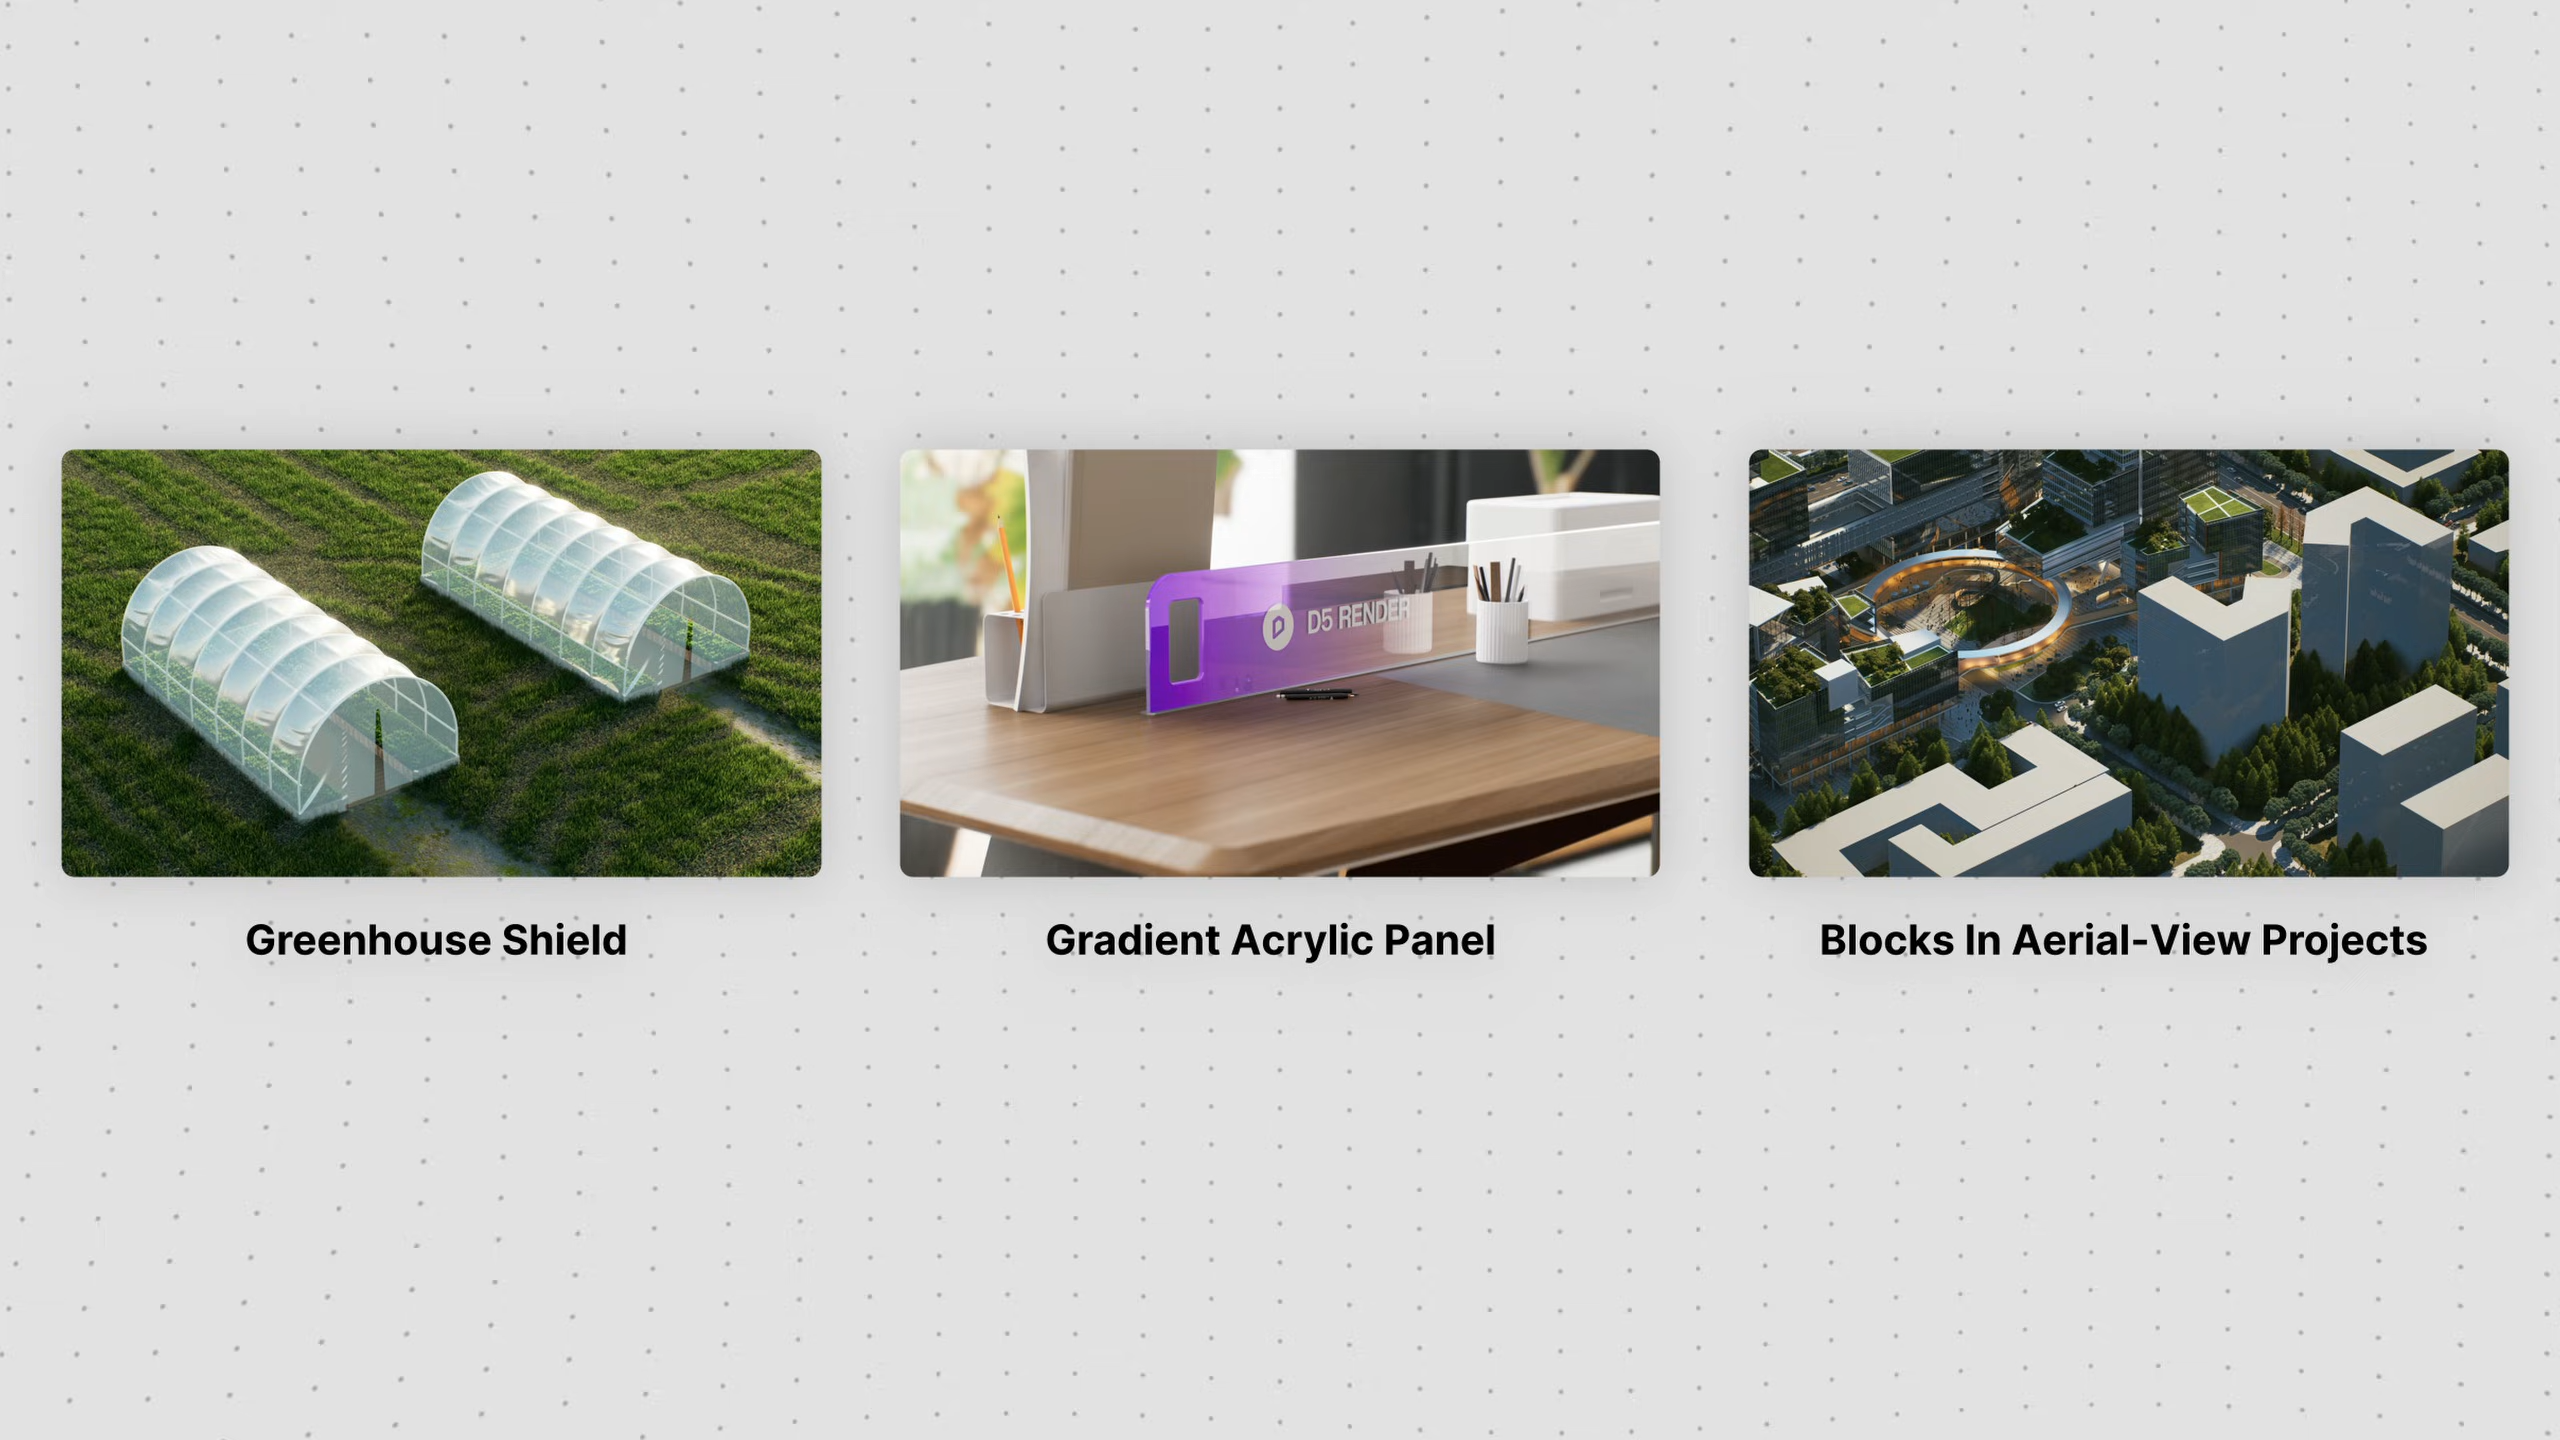 D5 RENDER
Greenhouse Shield
Gradient Acrylic Panel
Blocks In Aerial-View Projects